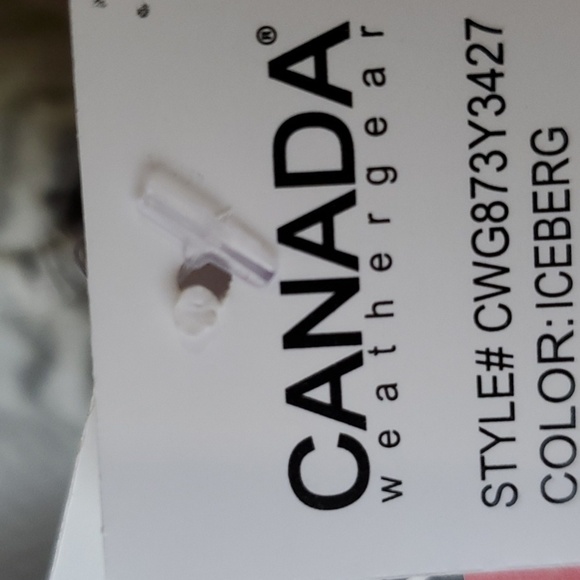 CANADA®
weathergear
STYLE# CWG873Y3427
COLOR: ICEBERG